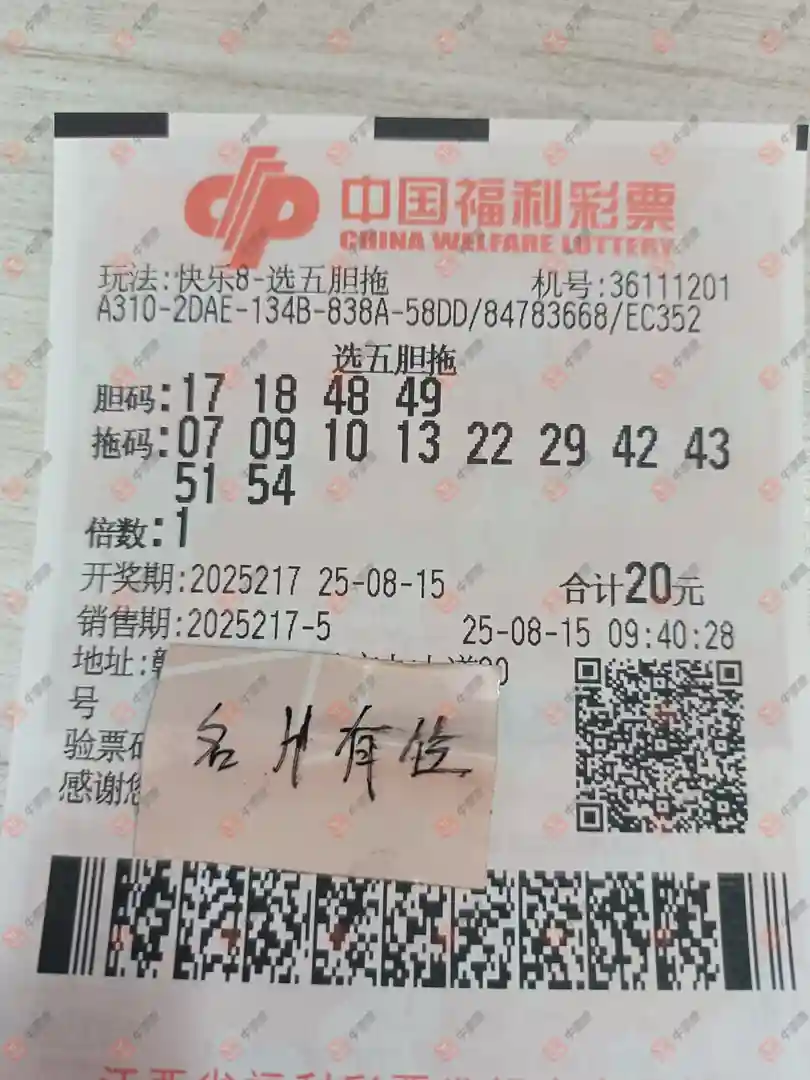 中国福利彩票
CHINA WELFARE LOTTERY
玩法:快乐8-选五胆拖 机号:36111201
A310-2DAE-134B-838A-58DD/84783668/EC352
选五胆拖
胆码:17 18 48 49
拖码:07 09 10 13 22 29 42 43
51 54
倍数:1
开奖期:2025217 25-08-15 合计20元
销售期:2025217-5 25-08-15 09:40:28
地址:
号
名 有
验票
感谢您